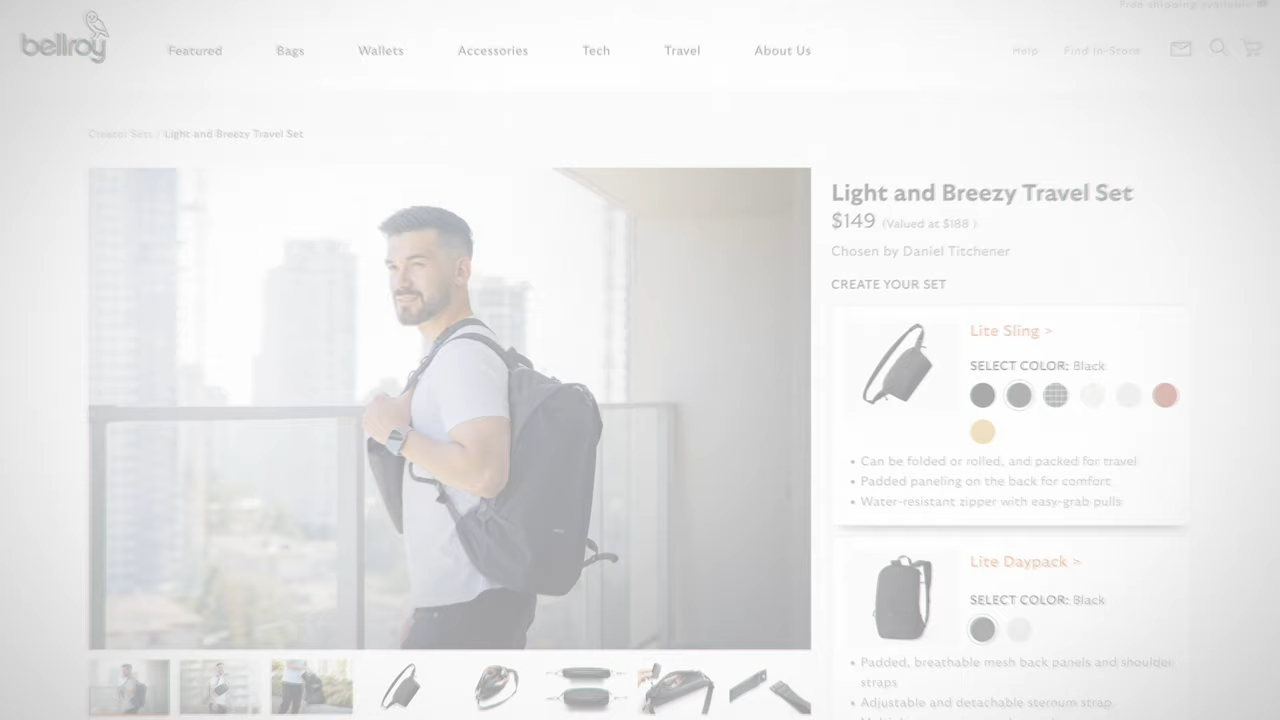 Free shipping available
bellroy
Featured
Bags
Wallets
Accessories
Tech
Travel
About Us
Help
Find In-Store
Creator Sets / Light and Breezy Travel Set
Light and Breezy Travel Set
$149 (Valued at $188 )
Chosen by Daniel Titchener
CREATE YOUR SET
Lite Sling >
SELECT COLOR: Black
• Can be folded or rolled, and packed for travel
• Padded paneling on the back for comfort
• Water-resistant zipper with easy-grab pulls
Lite Daypack >
SELECT COLOR: Black
• Padded, breathable mesh back panels and shoulder
straps
• Adjustable and detachable sternum strap